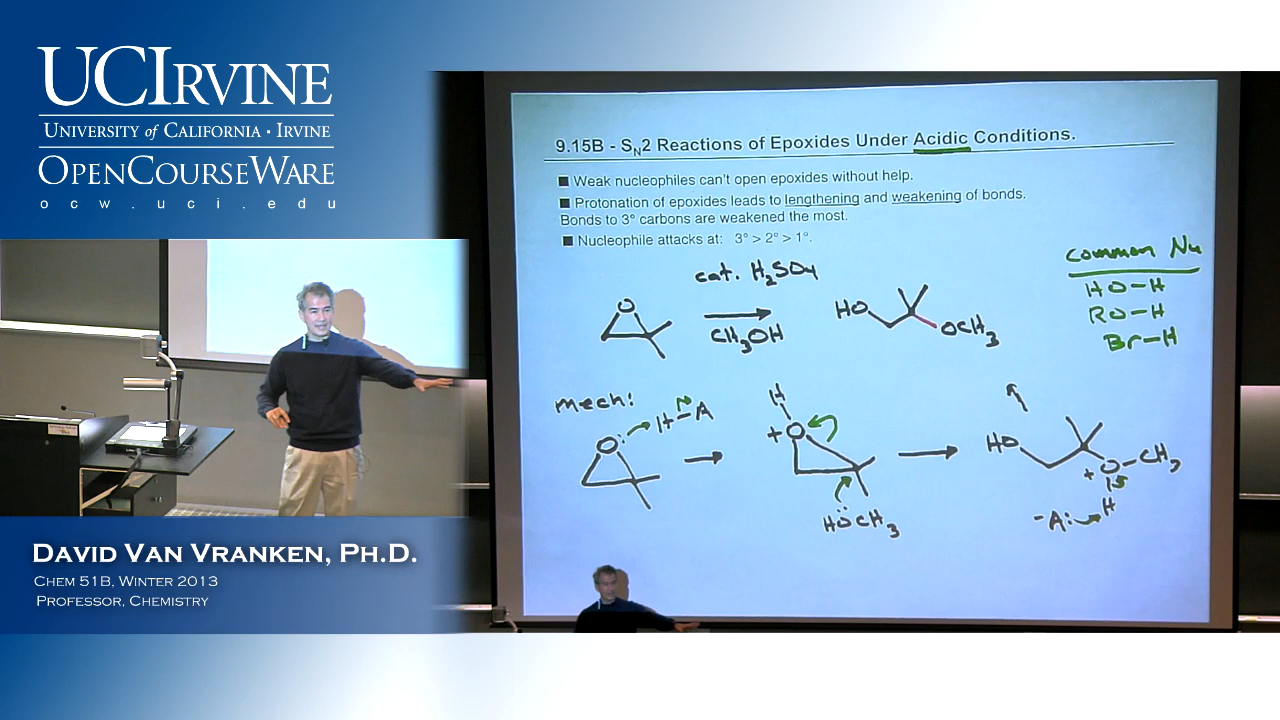 UCIRVINE
UNIVERSITY of CALIFORNIA · IRVINE
OPENCOURSEWARE
ocw.uci.edu
DAVID VAN VRANKEN, PH.D.
CHEM 51B, WINTER 2013
PROFESSOR, CHEMISTRY
9.15B - SN2 Reactions of Epoxides Under Acidic Conditions.
■ Weak nucleophiles can't open epoxides without help.
■ Protonation of epoxides leads to lengthening and weakening of bonds.
Bonds to 3° carbons are weakened the most.
■ Nucleophile attacks at: 3° > 2° > 1°.
common Nu
HO-H
RO-H
Br-H
cat. H2SO4
CH3OH
O
HO
OCH3
mech:
O:
H-A
H
+ O
HÖCH3
HO
+ O-CH3
H
-A: